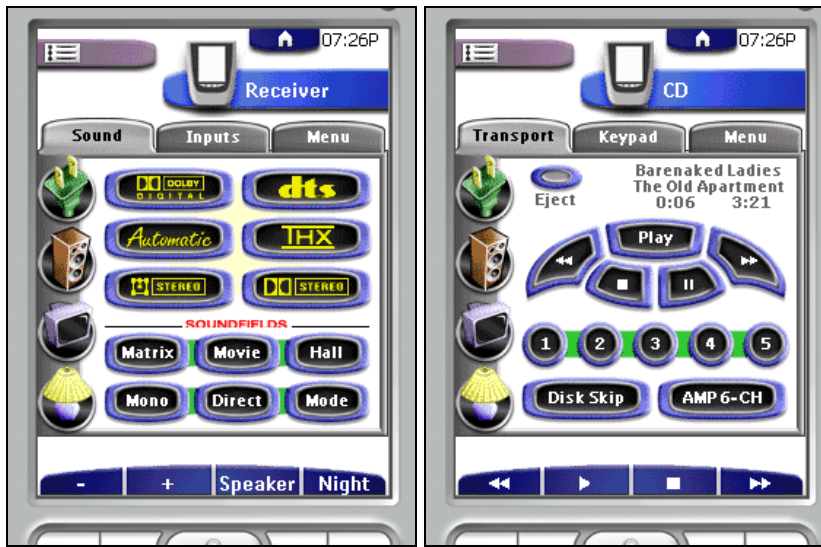 07:26P
Receiver
Sound Inputs Menu
DOLBY
DIGITAL
dts
Automatic
THX
STEREO
STEREO
SOUNDFIELDS
Matrix Movie Hall
Mono Direct Mode
- + Speaker Night
07:26P
CD
Transport Keypad Menu
Eject
Barenaked Ladies
The Old Apartment
0:06 3:21
Play
1 2 3 4 5
Disk Skip AMP 6-CH